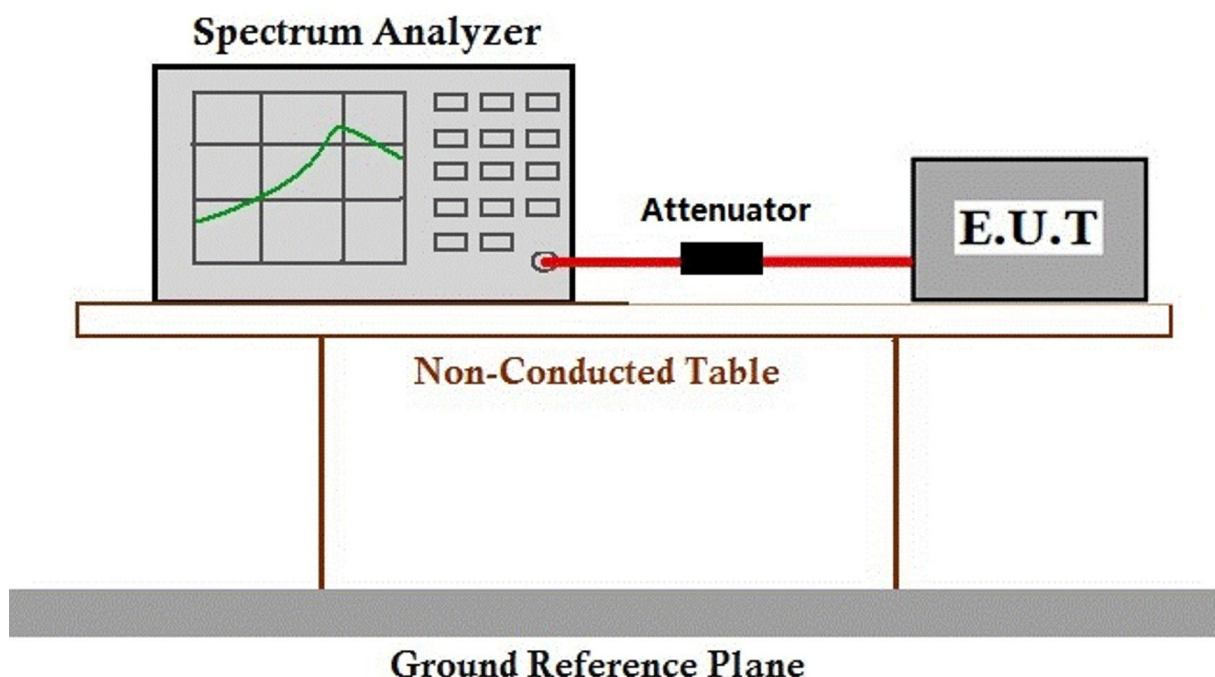 Spectrum Analyzer
Attenuator
E.U.T
Non-Conducted Table
Ground Reference Plane